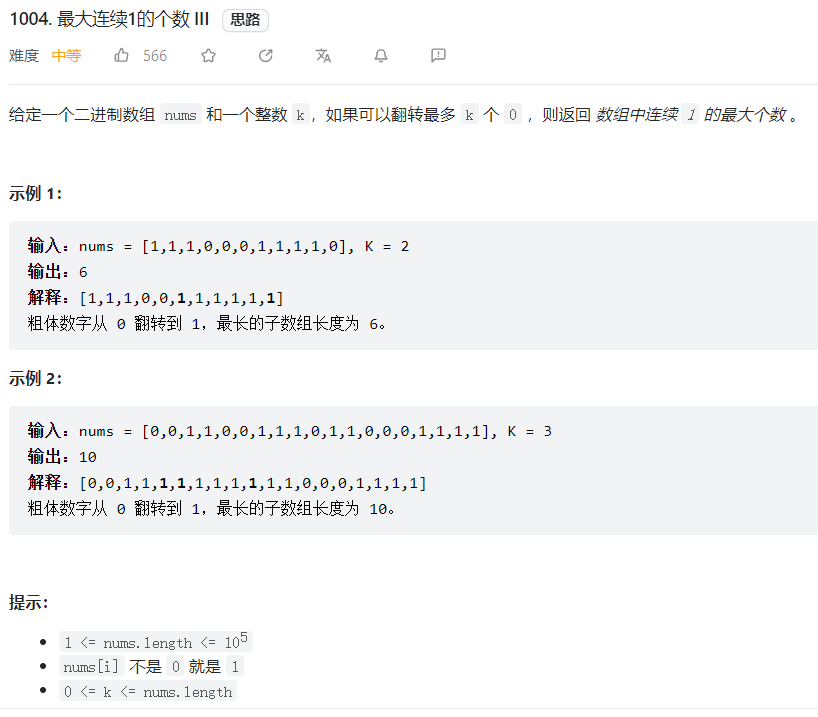 1004. 最大连续1的个数 III 思路
难度 中等 566
给定一个二进制数组 nums 和一个整数 k，如果可以翻转最多 k 个 0 ，则返回 数组中连续 1 的最大个数 。
示例 1：
输入：nums = [1,1,1,0,0,0,1,1,1,1,0], K = 2
输出：6
解释：[1,1,1,0,0,1,1,1,1,1,1]
粗体数字从 0 翻转到 1，最长的子数组长度为 6。
示例 2：
输入：nums = [0,0,1,1,0,0,1,1,1,0,1,1,0,0,0,1,1,1,1], K = 3
输出：10
解释：[0,0,1,1,1,1,1,1,1,1,1,1,0,0,0,1,1,1,1]
粗体数字从 0 翻转到 1，最长的子数组长度为 10。
提示：
1 <= nums.length <= 10⁵
nums[i] 不是 0 就是 1
0 <= k <= nums.length